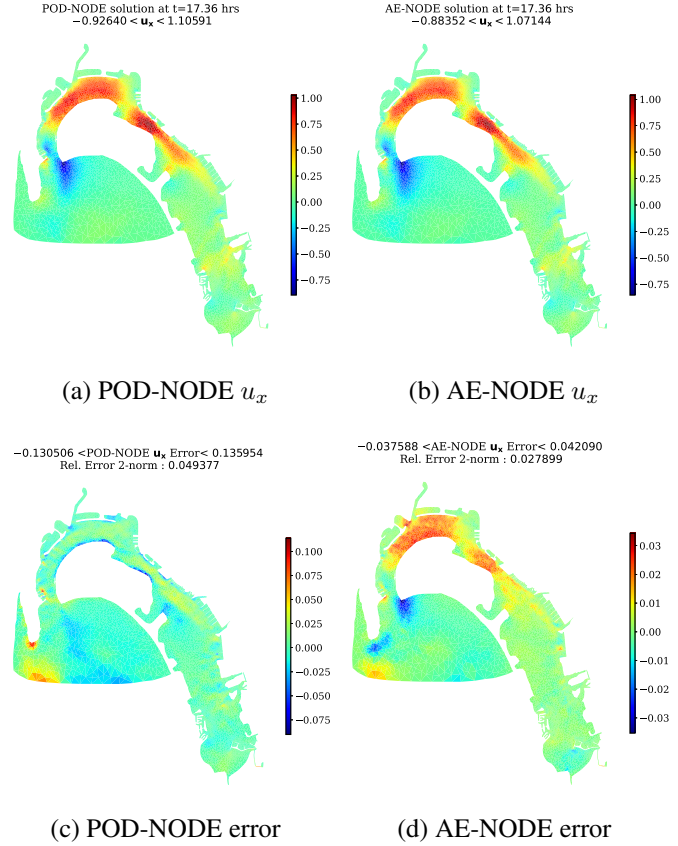 POD-NODE solution at t=17.36 hrs
−0.92640 < u_x < 1.10591
AE-NODE solution at t=17.36 hrs
−0.88352 < u_x < 1.07144
1.00
0.75
0.50
0.25
0.00
−0.25
−0.50
−0.75
1.00
0.75
0.50
0.25
0.00
−0.25
−0.50
−0.75
(a) POD-NODE u_x
(b) AE-NODE u_x
−0.130506 <POD-NODE u_x Error< 0.135954
Rel. Error 2-norm : 0.049377
−0.037588 <AE-NODE u_x Error< 0.042090
Rel. Error 2-norm : 0.027899
0.100
0.075
0.050
0.025
0.000
−0.025
−0.050
−0.075
0.03
0.02
0.01
0.00
−0.01
−0.02
−0.03
(c) POD-NODE error
(d) AE-NODE error